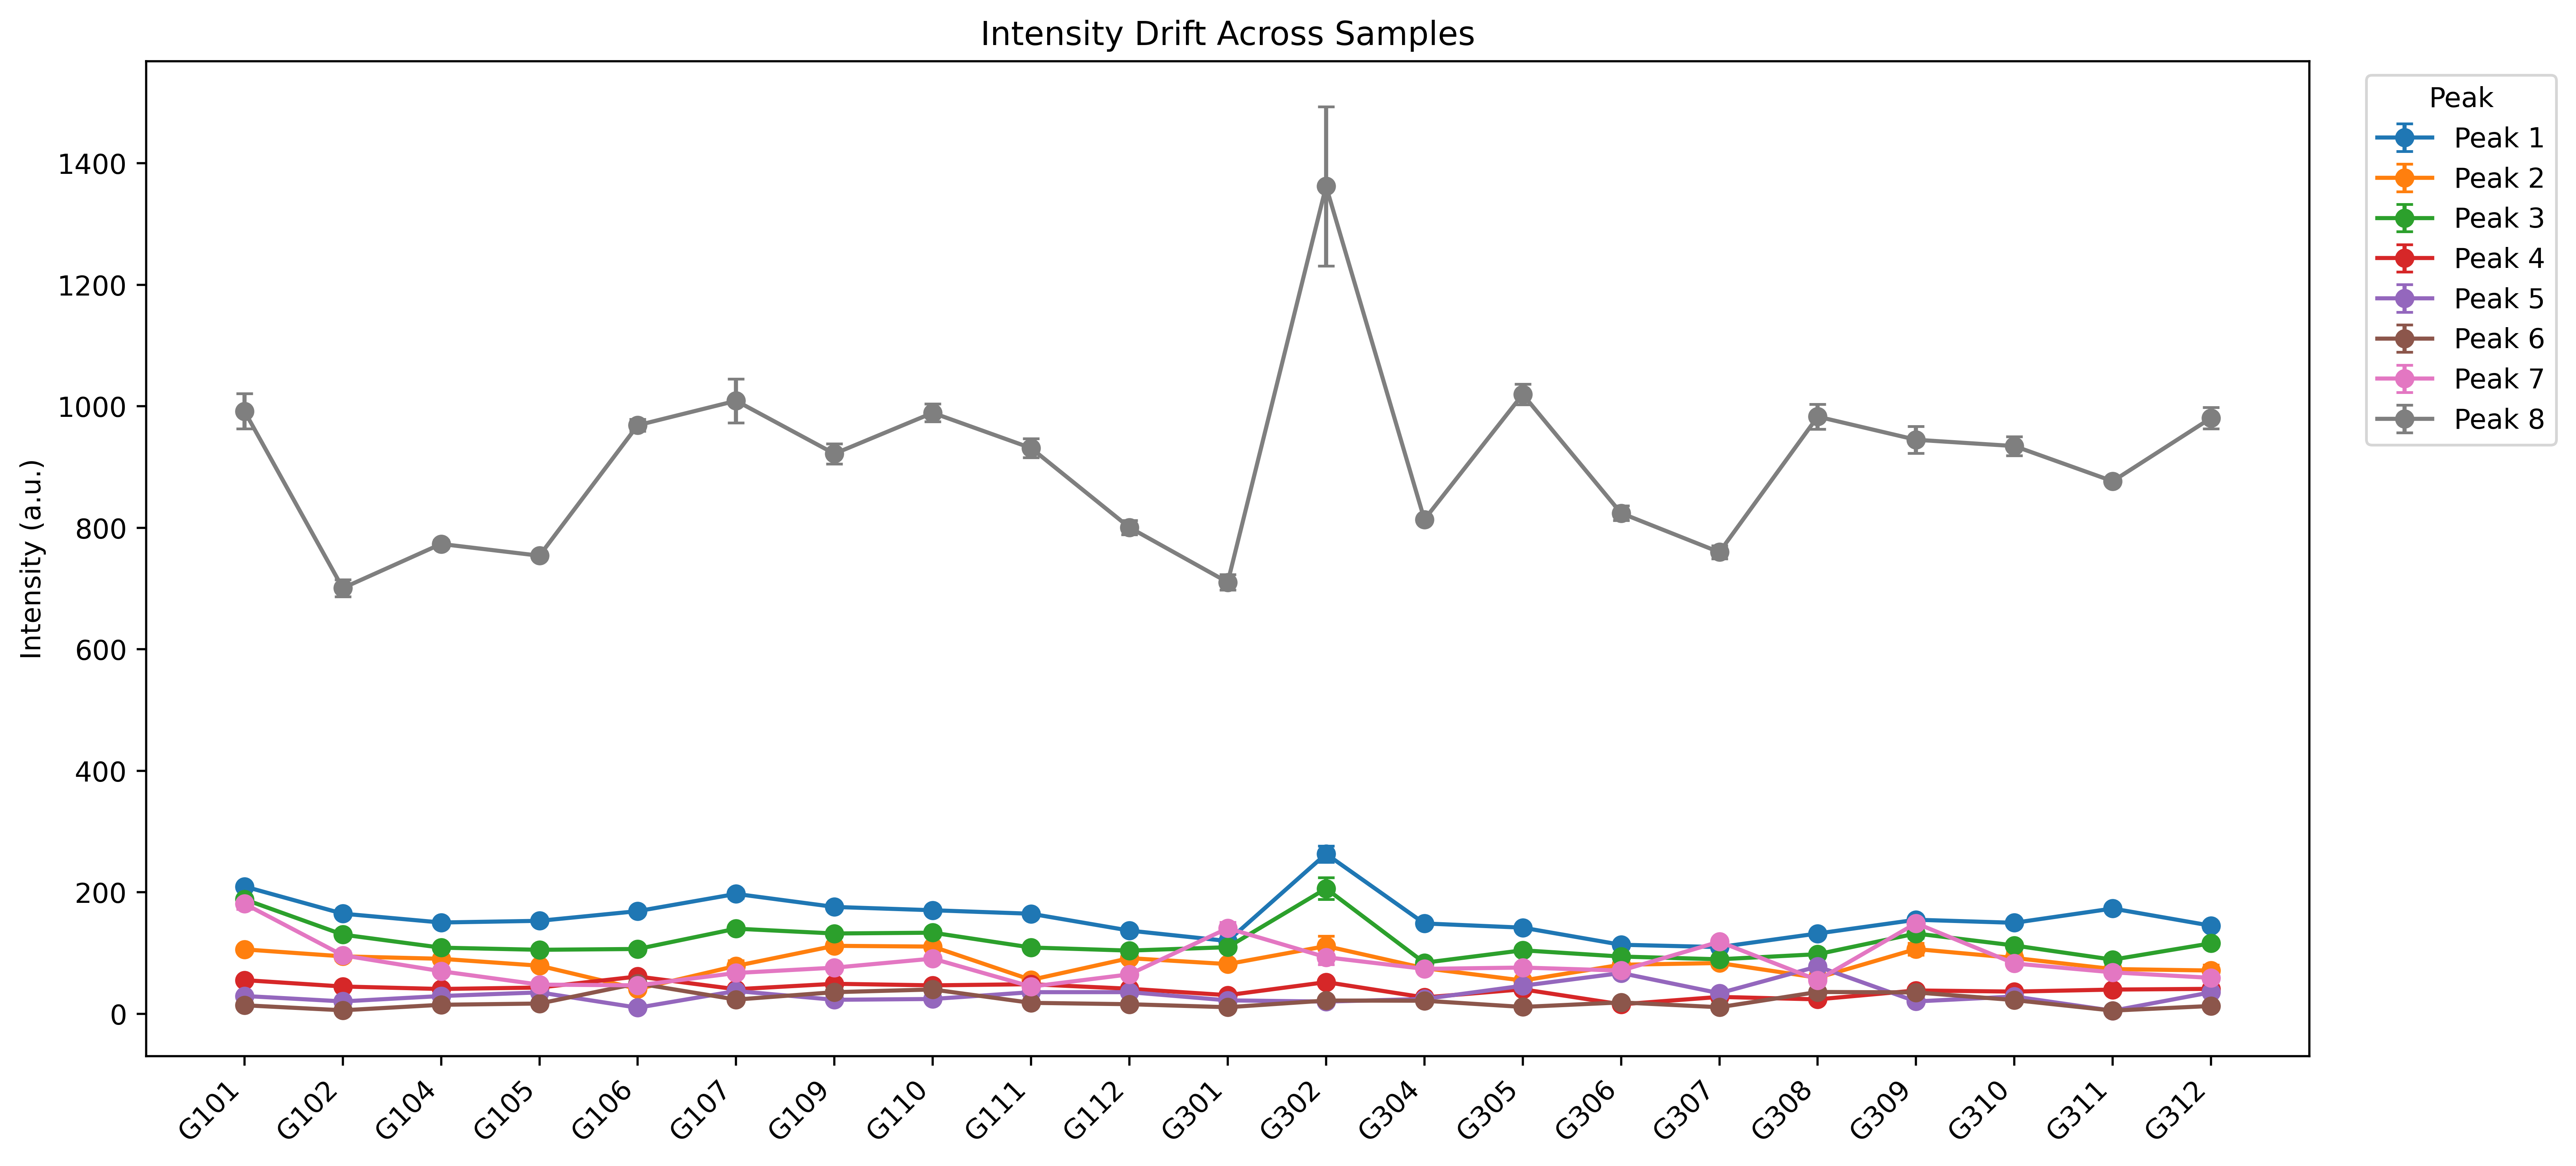 Intensity Drift Across Samples
Intensity (a.u.)
1400
1200
1000
800
600
400
200
0
G101
G102
G104
G105
G106
G107
G109
G110
G111
G112
G301
G302
G304
G305
G306
G307
G308
G309
G310
G311
G312
Peak
Peak 1
Peak 2
Peak 3
Peak 4
Peak 5
Peak 6
Peak 7
Peak 8